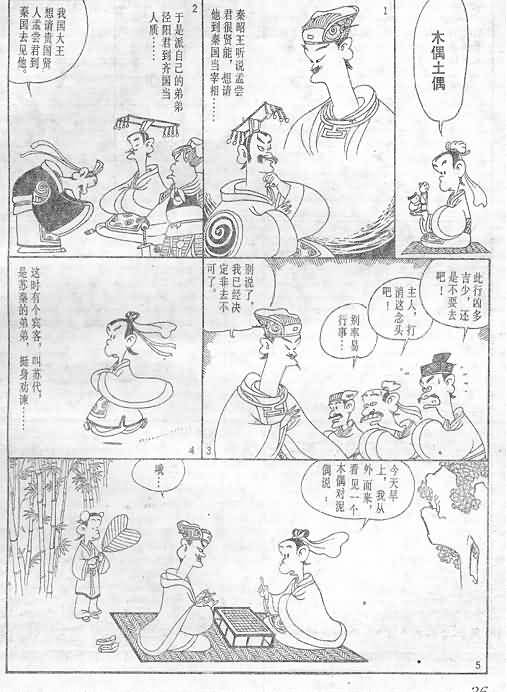 木偶土偶
1
秦昭王听说孟尝
君很贤能，想请
他到秦国当宰相……
2
于是派自己的弟弟
泾阳君到齐国当
人质……
我国大王
想请贵国贤
人孟尝君到
秦国去见他。
此行凶多
吉少，还
是不要去
吧！
主人，打
消这念头
吧！
别率易
行事…
别说了，
我已经决
定非去不
可了。
3
这时有个宾客，叫苏代，
是苏秦的弟弟，挺身劝谏……
4
今天早
上，我从
外面来，
看见一个
木偶对泥
偶说：
哦…
5